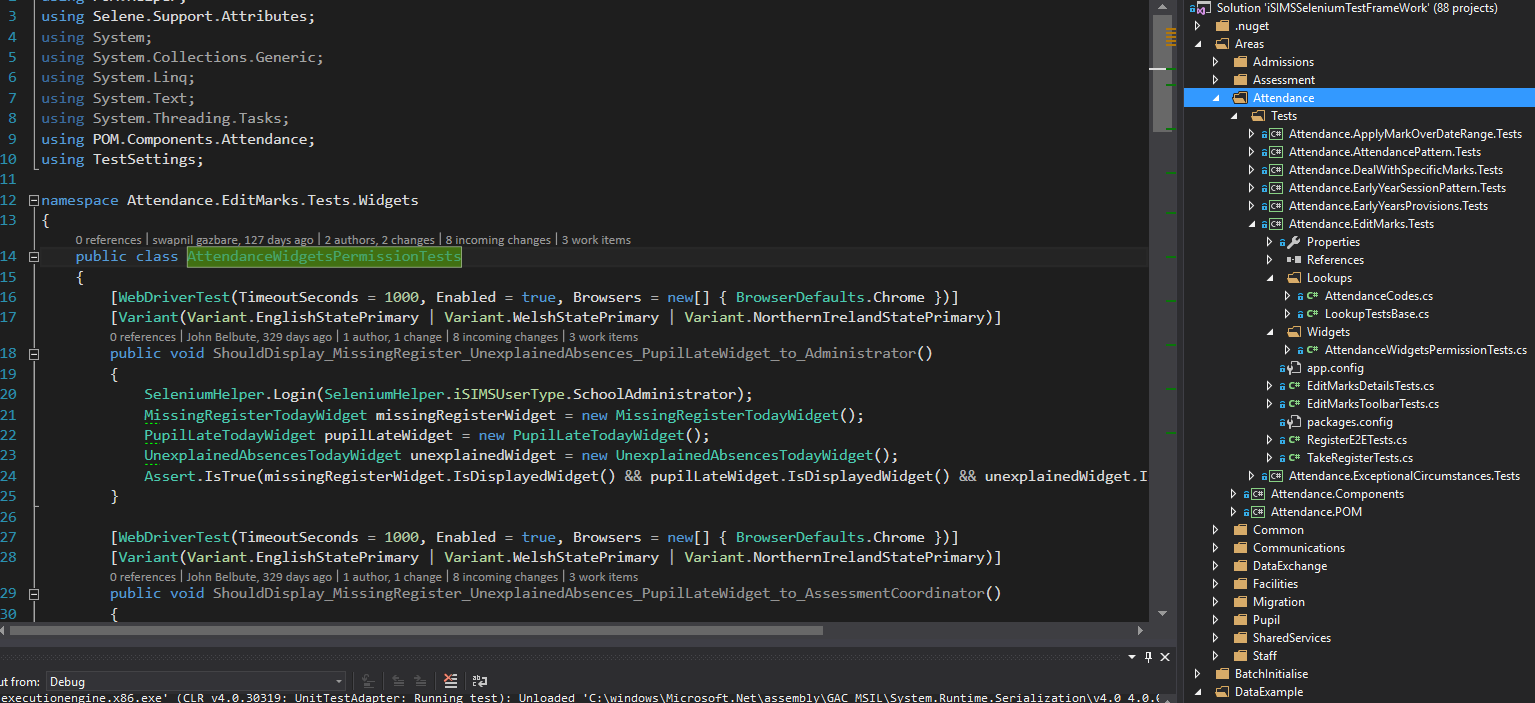 using Selene.Support.Attributes;
3
using System;
4
using System.Collections.Generic;
5
using System.Linq;
6
using System.Text;
7
using System.Threading.Tasks;
8
using POM.Components.Attendance;
9
using TestSettings;
10
11
12 namespace Attendance.EditMarks.Tests.Widgets
13 {
0 references | swapnil gazbare, 127 days ago | 2 authors, 2 changes | 8 incoming changes | 3 work items
14 public class AttendanceWidgetsPermissionTests
15 {
16 [WebDriverTest(TimeoutSeconds = 1000, Enabled = true, Browsers = new[] { BrowserDefaults.Chrome })]
17 [Variant(Variant.EnglishStatePrimary | Variant.WelshStatePrimary | Variant.NorthernIrelandStatePrimary)]
0 references | John Belbute, 329 days ago | 1 author, 1 change | 8 incoming changes | 3 work items
18 public void ShouldDisplay_MissingRegister_UnexplainedAbsences_PupilLateWidget_to_Administrator()
19 {
20 SeleniumHelper.Login(SeleniumHelper.iSIMSUserType.SchoolAdministrator);
21 MissingRegisterTodayWidget missingRegisterWidget = new MissingRegisterTodayWidget();
22 PupilLateTodayWidget pupilLateWidget = new PupilLateTodayWidget();
23 UnexplainedAbsencesTodayWidget unexplainedWidget = new UnexplainedAbsencesTodayWidget();
24 Assert.IsTrue(missingRegisterWidget.IsDisplayedWidget() && pupilLateWidget.IsDisplayedWidget() && unexplainedWidget.I
25 }
26
27 [WebDriverTest(TimeoutSeconds = 1000, Enabled = true, Browsers = new[] { BrowserDefaults.Chrome })]
28 [Variant(Variant.EnglishStatePrimary | Variant.WelshStatePrimary | Variant.NorthernIrelandStatePrimary)]
0 references | John Belbute, 329 days ago | 1 author, 1 change | 8 incoming changes | 3 work items
29 public void ShouldDisplay_MissingRegister_UnexplainedAbsences_PupilLateWidget_to_AssessmentCoordinator()
30 {
ut from: Debug
executionengine.x86.exe' (CLR v4.0.30319: UnitTestAdapter: Running test): Unloaded 'C:\windows\Microsoft.Net\assembly\GAC_MSIL\System.Runtime.Serialization\v4.0_4.0.0
Solution 'iSIMSSeleniumTestFrameWork' (88 projects)
.nuget
Areas
Admissions
Assessment
Attendance
Tests
C# Attendance.ApplyMarkOverDateRange.Tests
C# Attendance.AttendancePattern.Tests
C# Attendance.DealWithSpecificMarks.Tests
C# Attendance.EarlyYearSessionPattern.Tests
C# Attendance.EarlyYearsProvisions.Tests
C# Attendance.EditMarks.Tests
Properties
References
Lookups
C# AttendanceCodes.cs
C# LookupTestsBase.cs
Widgets
C# AttendanceWidgetsPermissionTests.cs
app.config
C# EditMarksDetailsTests.cs
C# EditMarksToolbarTests.cs
packages.config
C# RegisterE2ETests.cs
C# TakeRegisterTests.cs
C# Attendance.ExceptionalCircumstances.Tests
C# Attendance.Components
C# Attendance.POM
Common
Communications
DataExchange
Facilities
Migration
Pupil
SharedServices
Staff
BatchInitialise
DataExample